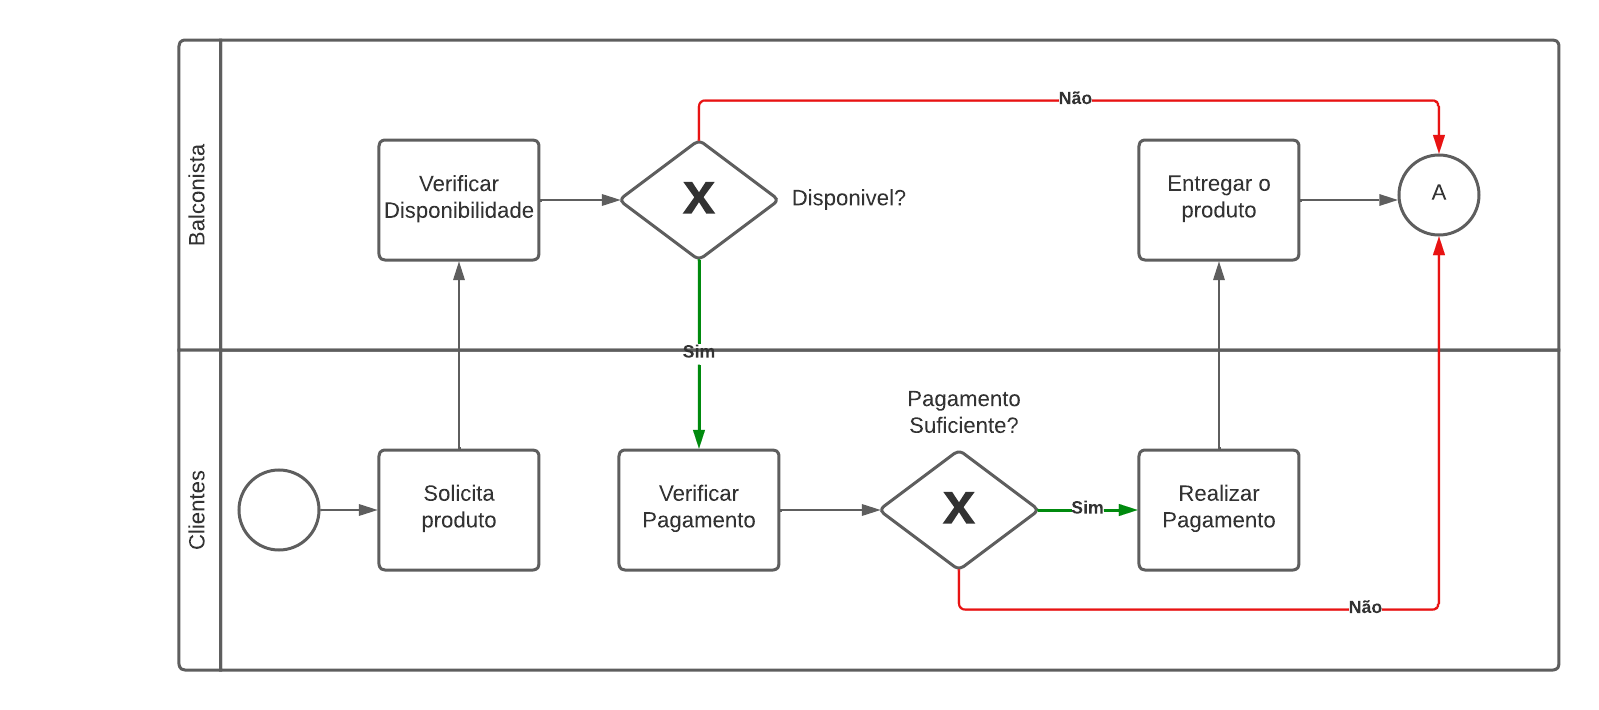 Balconista
Não
Verificar
Disponibilidade
X
Disponivel?
Entregar o
produto
A
Sim
Clientes
Solicita
produto
Verificar
Pagamento
Pagamento
Suficiente?
X
Sim
Realizar
Pagamento
Não